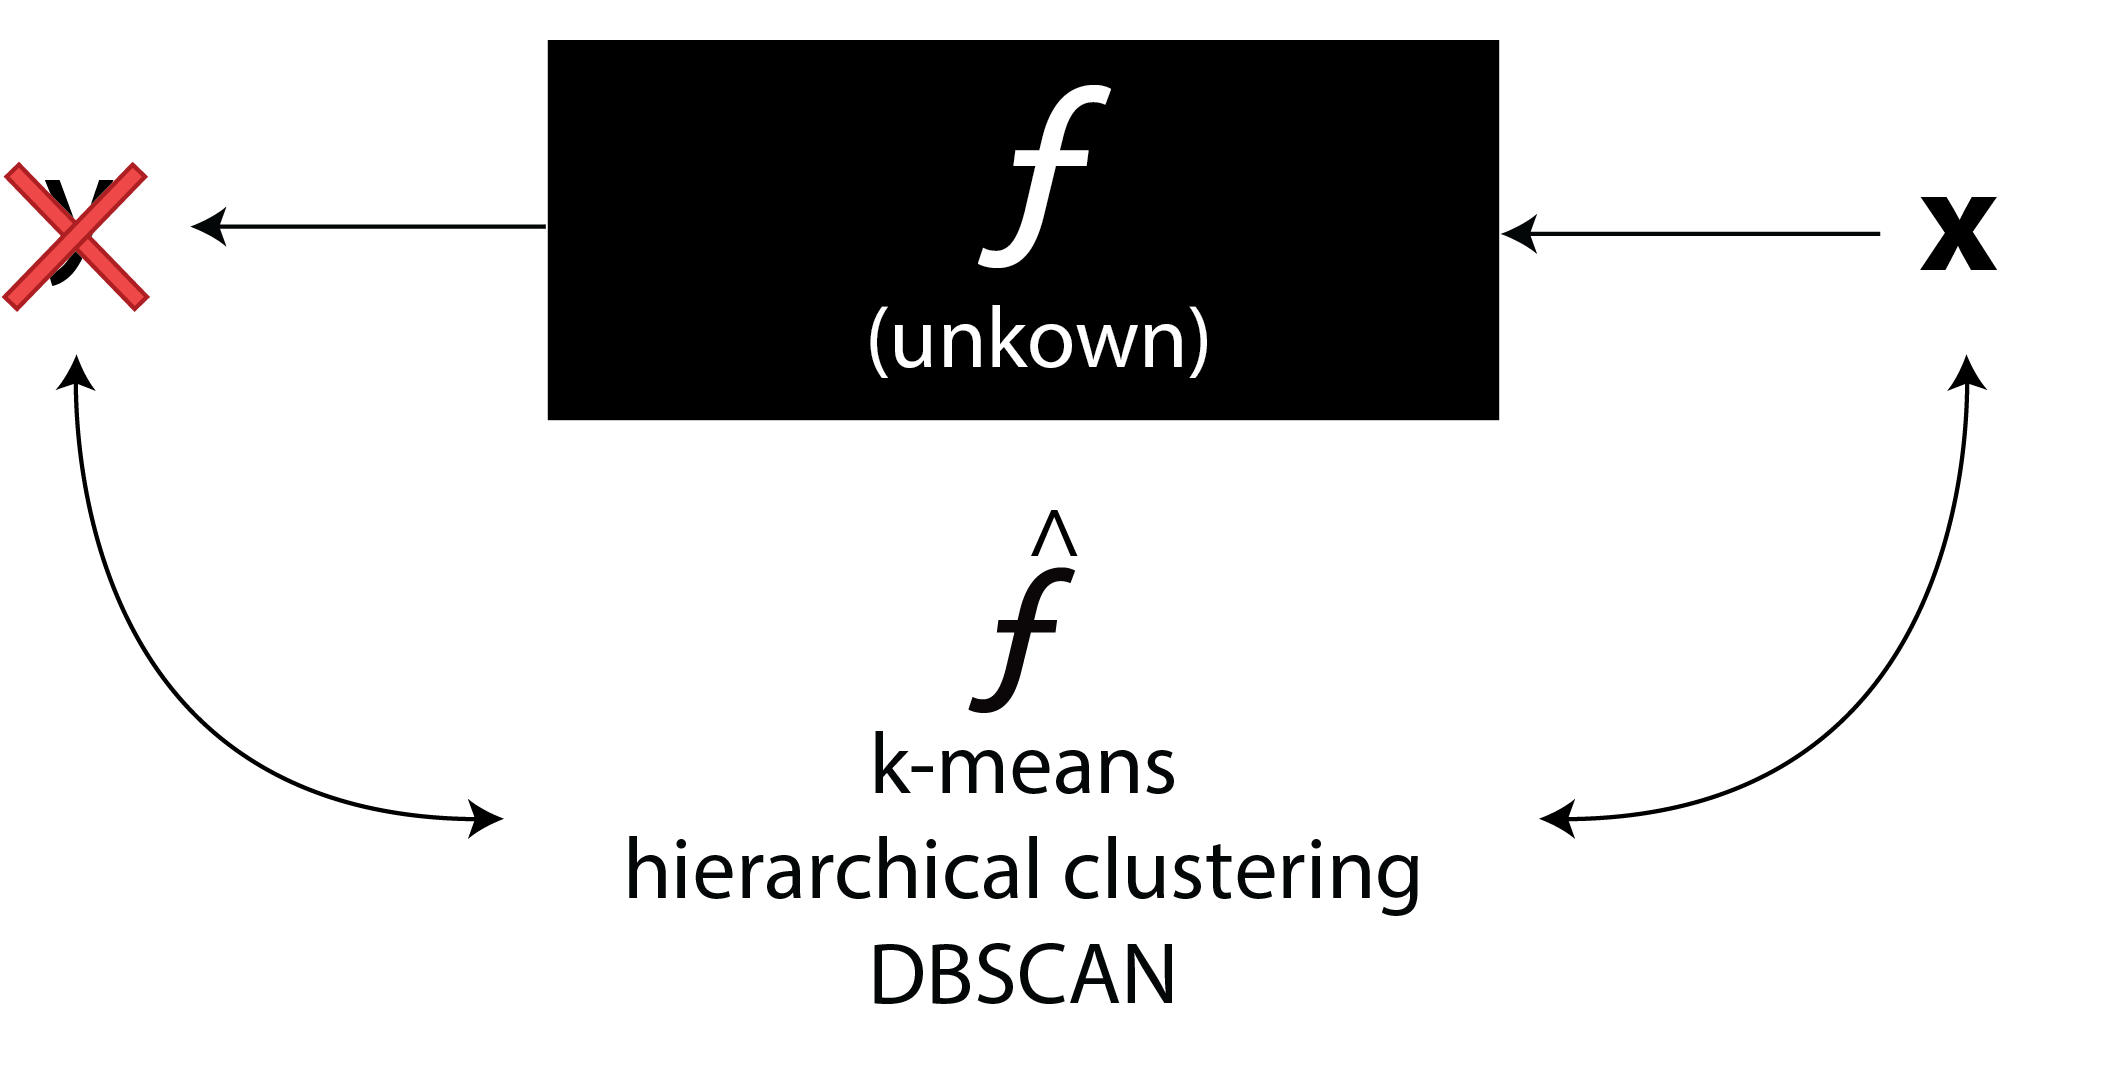 y
f
(unkown)
x
^
f
k-means
hierarchical clustering
DBSCAN